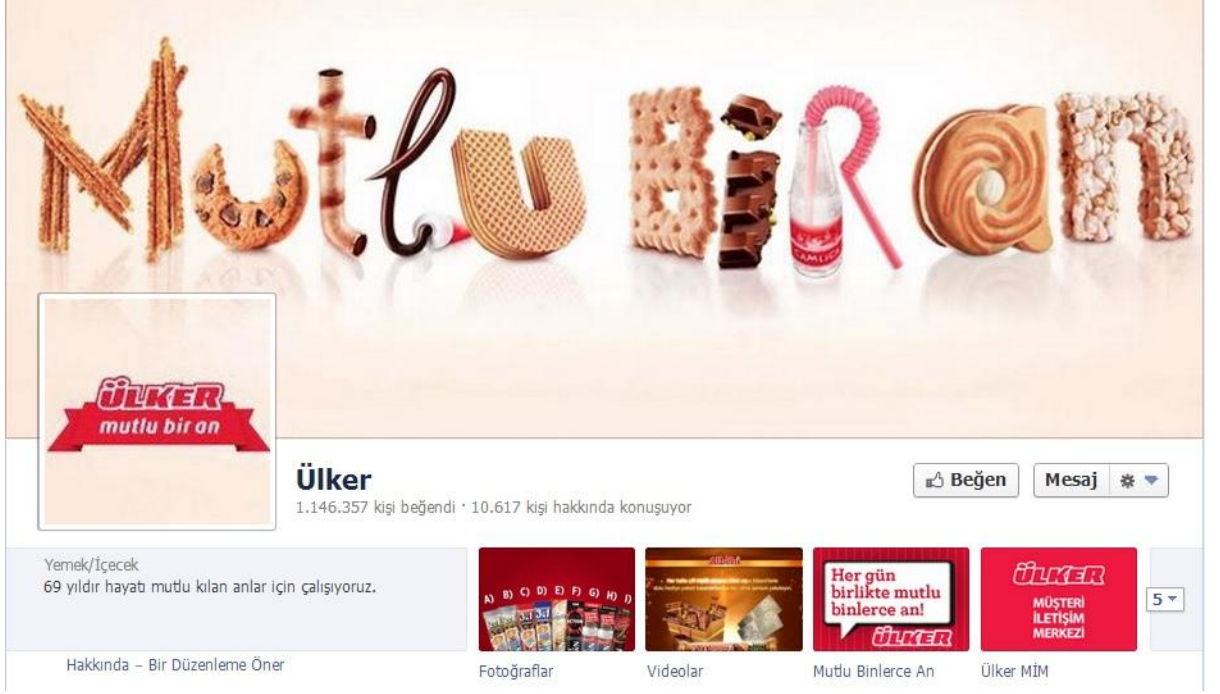 Mutlu BiR an
ÇAMLICA
ÜLKER
mutlu bir an
Ülker
1.146.357 kişi beğendi · 10.617 kişi hakkında konuşuyor
Beğen
Mesaj
Yemek/İçecek
69 yıldır hayatı mutlu kılan anlar için çalışıyoruz.
Hakkında – Bir Düzenleme Öner
A) B) C) D) E) F) G) H) I)
Fotoğraflar
Videolar
Her gün
birlikte mutlu
binlerce an!
ÜLKER
Mutlu Binlerce An
ÜLKER
MÜŞTERİ
İLETİŞİM
MERKEZİ
Ülker MİM
5